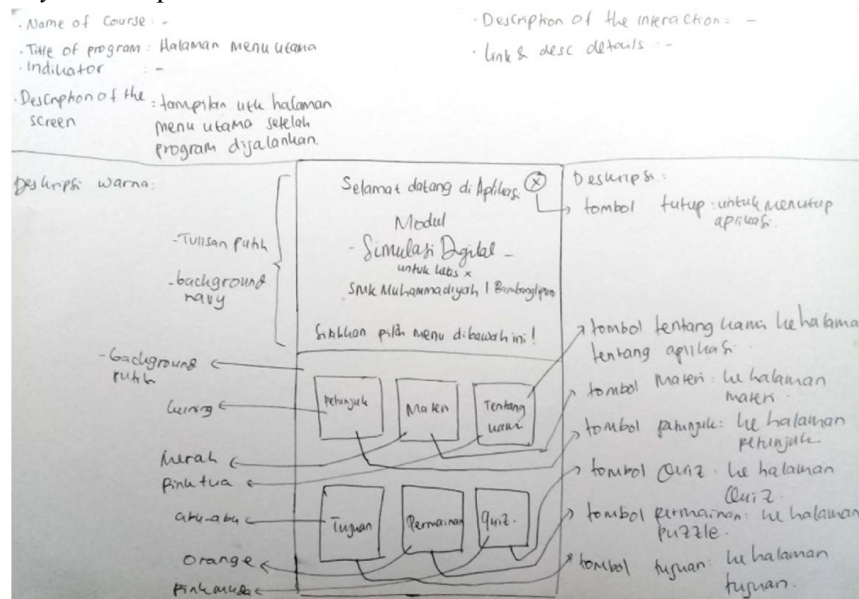 · Name of Course : -
· Title of program : Halaman menu utama
· Indikator : -
· Description of the screen : tampilan utk halaman
menu utama setelah
program dijalankan.
· Description of the interaction : -
· Link & desc details : -
Deskripsi warna :
- Tulisan putih
- background
navy
- background
putih
kuning
merah
Pink tua
abu-abu
orange
Pink muda
Selamat datang di Aplikasi
X
Modul
- Simulasi Digital -
untuk kelas X
SMK Muhammadiyah 1 Bambanglipuro
Silahkan pilih menu dibawah ini !
Petunjuk
Materi
Tentang
kami
Tujuan
Permainan
Quiz.
Deskripsi :
tombol tutup : untuk menutup
aplikasi.
tombol tentang kami ke halama
tentang aplikasi
tombol Materi : ke halaman
materi.
tombol petunjuk : ke halaman
petunjuk.
tombol Quiz : ke halaman
Quiz.
tombol permainan : ke halaman
puzzle.
tombol tujuan : ke halaman
tujuan.